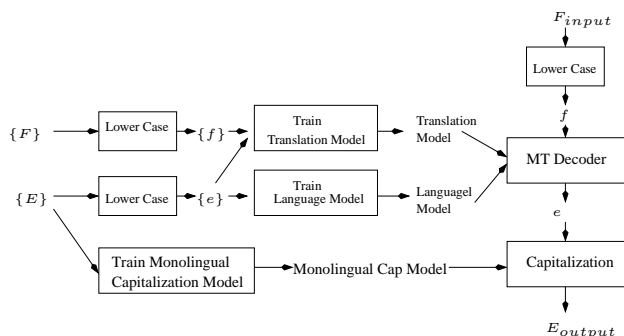 F_input
Lower Case
f
{F}
Lower Case
{f}
Train
Translation Model
Translation
Model
MT Decoder
{E}
Lower Case
{e}
Train
Language Model
Languagel
Model
e
Train Monolingual
Capitalization Model
Monolingual Cap Model
Capitalization
E_output